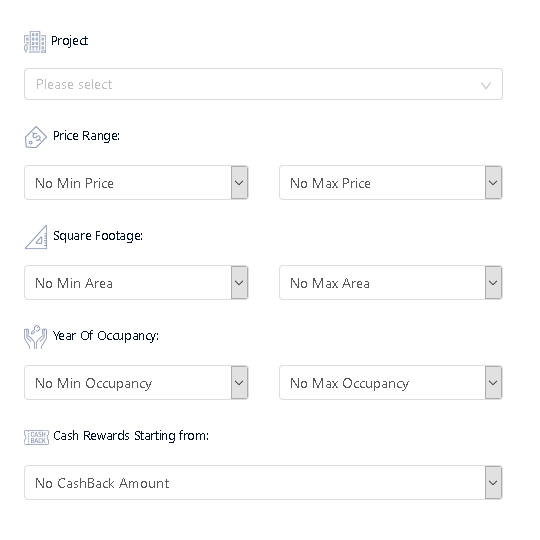 Project
Please select
Price Range:
No Min Price
No Max Price
Square Footage:
No Min Area
No Max Area
Year Of Occupancy:
No Min Occupancy
No Max Occupancy
CASH
BACK
Cash Rewards Starting from:
No CashBack Amount